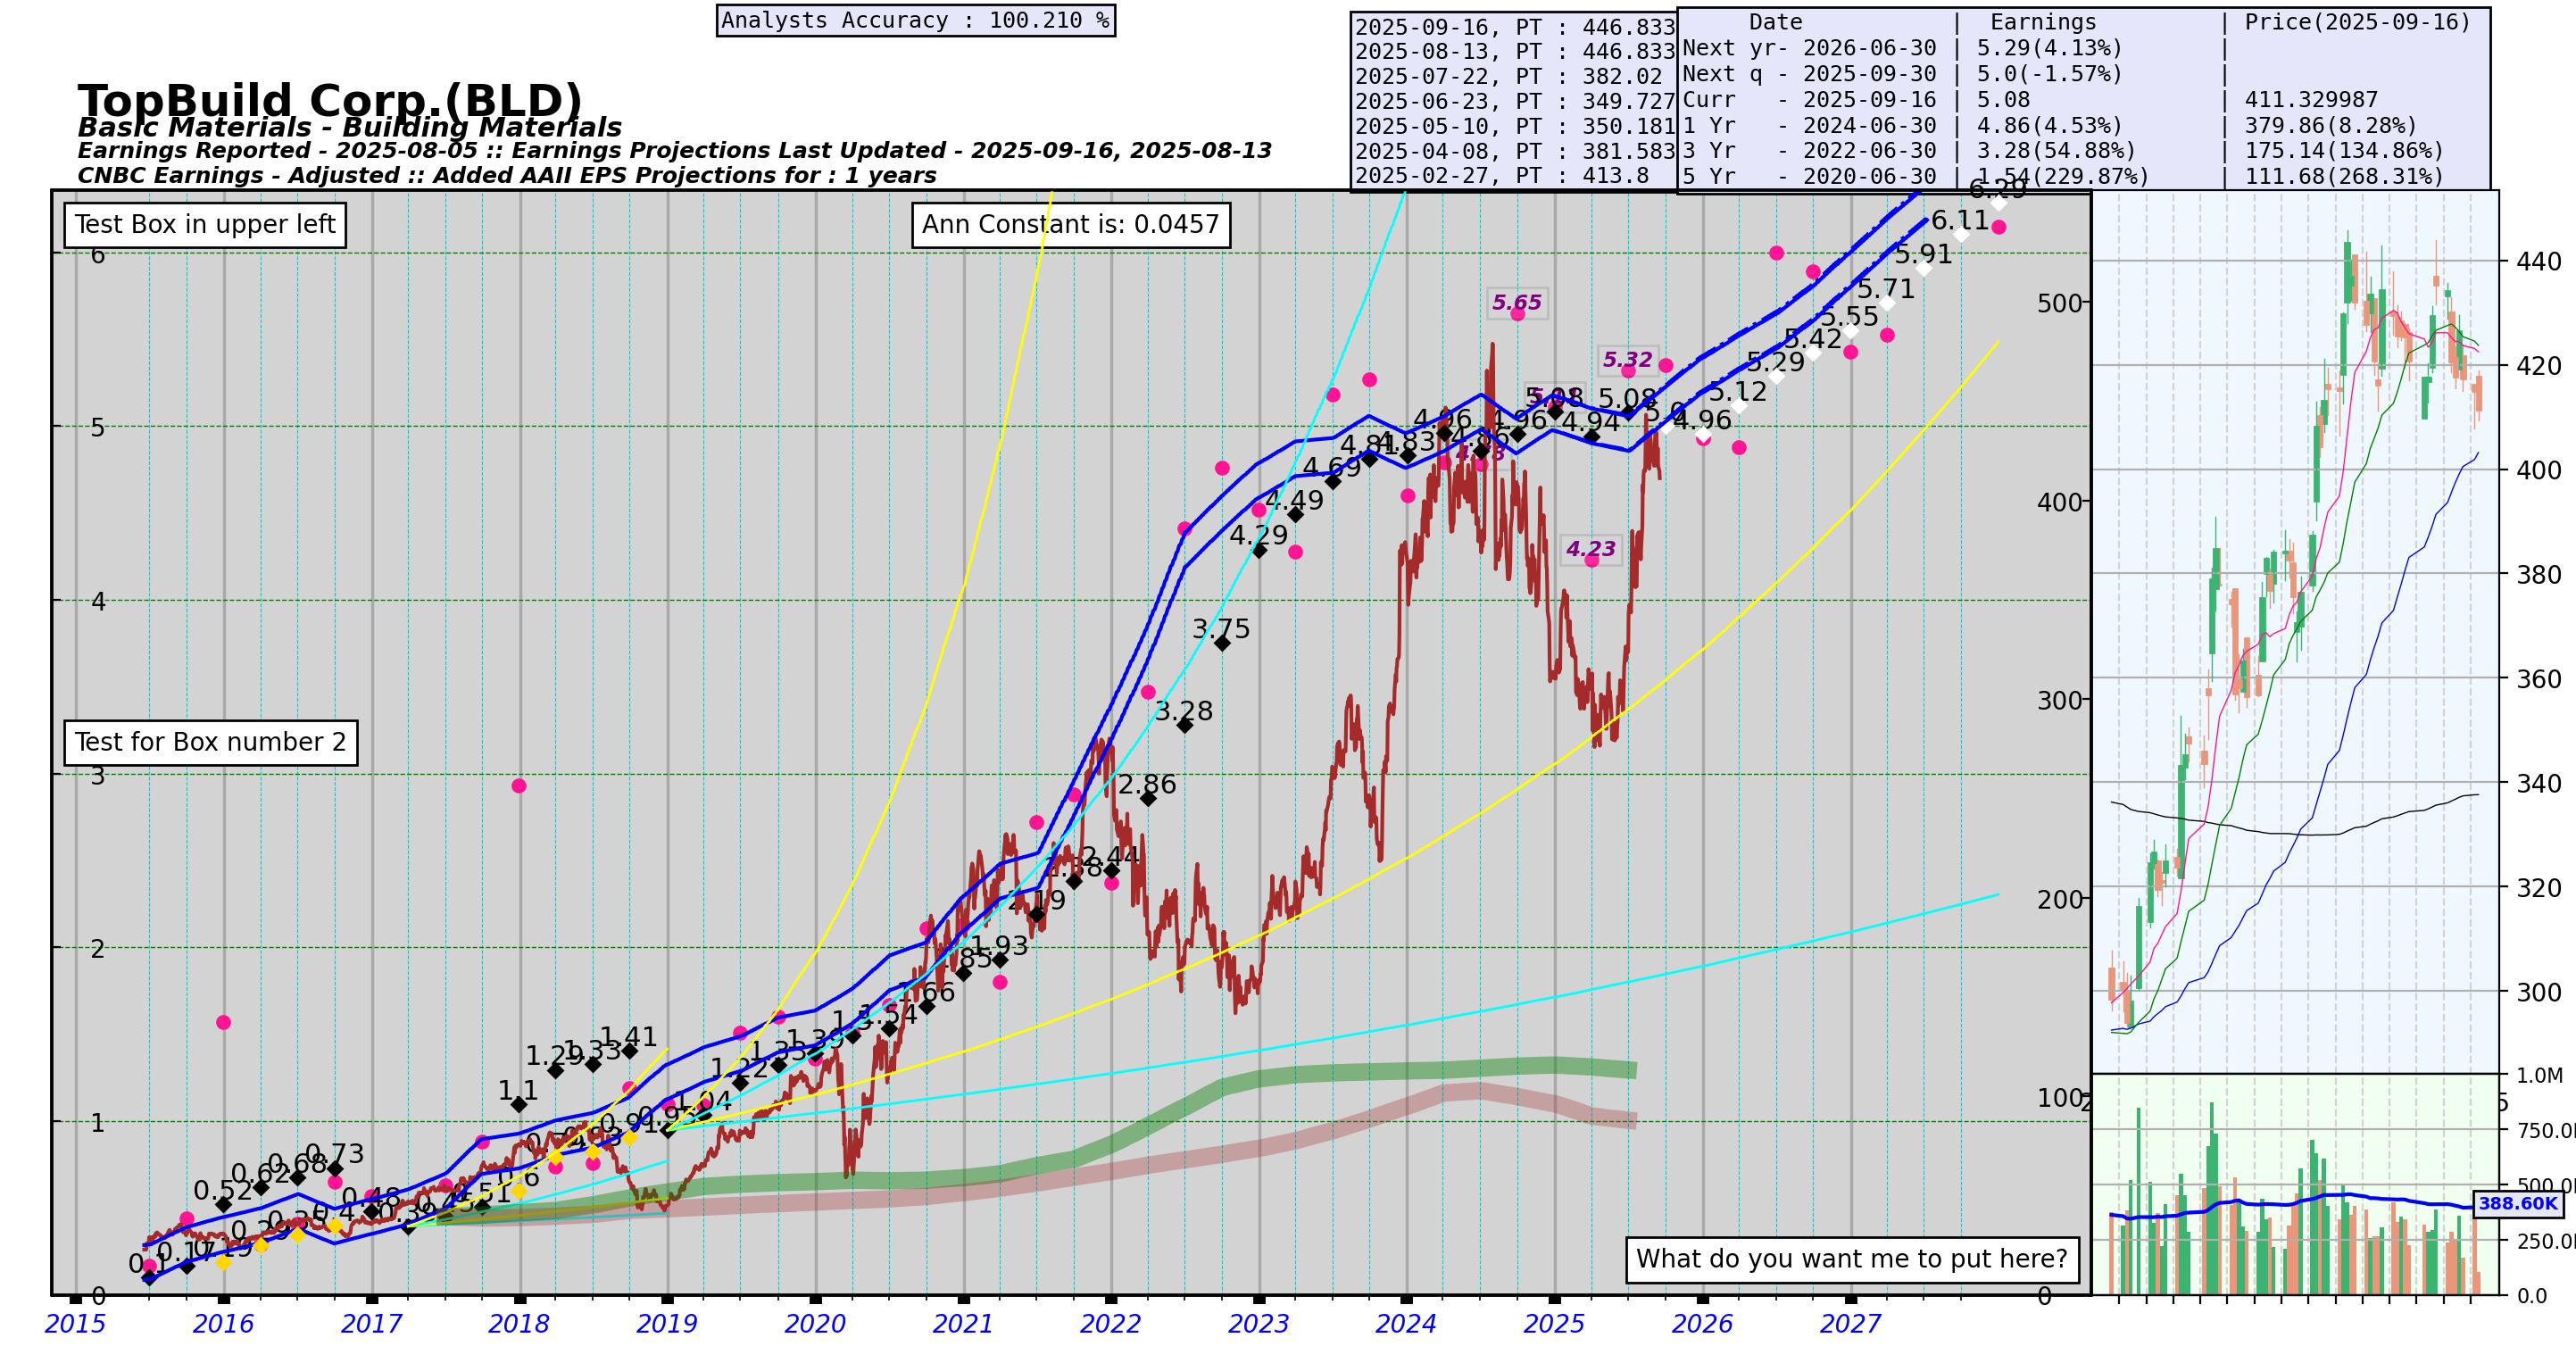 Analysts Accuracy : 100.210 %
2025-09-16, PT : 446.833
2025-08-13, PT : 446.833
2025-07-22, PT : 382.02
2025-06-23, PT : 349.727
2025-05-10, PT : 350.181
2025-04-08, PT : 381.583
2025-02-27, PT : 413.8
Date | Earnings | Price(2025-09-16)
Next yr- 2026-06-30 | 5.29(4.13%) |
Next q - 2025-09-30 | 5.0(-1.57%) |
Curr - 2025-09-16 | 5.08 | 411.329987
1 Yr - 2024-06-30 | 4.86(4.53%) | 379.86(8.28%)
3 Yr - 2022-06-30 | 3.28(54.88%) | 175.14(134.86%)
5 Yr - 2020-06-30 | 1.54(229.87%) | 111.68(268.31%)
TopBuild Corp.(BLD)
Basic Materials - Building Materials
Earnings Reported - 2025-08-05 :: Earnings Projections Last Updated - 2025-09-16, 2025-08-13
CNBC Earnings - Adjusted :: Added AAII EPS Projections for : 1 years
Test Box in upper left
Ann Constant is: 0.0457
Test for Box number 2
What do you want me to put here?
6
5
4
3
2
1
0
0.52
0.62
0.68
0.73
0.48
0.6
1.1
1.29
1.33
1.41
1.04
1.22
1.54
1.93
2.44
2.86
3.28
3.75
4.29
4.49
4.69
4.81
4.83
4.96
4.86
4.96
5.08
4.94
5.08
5.0
4.96
5.12
5.29
5.42
5.55
5.71
5.91
6.11
6.29
5.65
5.32
4.23
500
400
300
200
100
0
440
420
400
380
360
340
320
300
1.0M
250.0
0.0
388.60K
2015 2016 2017 2018 2019 2020 2021 2022 2023 2024 2025 2026 2027